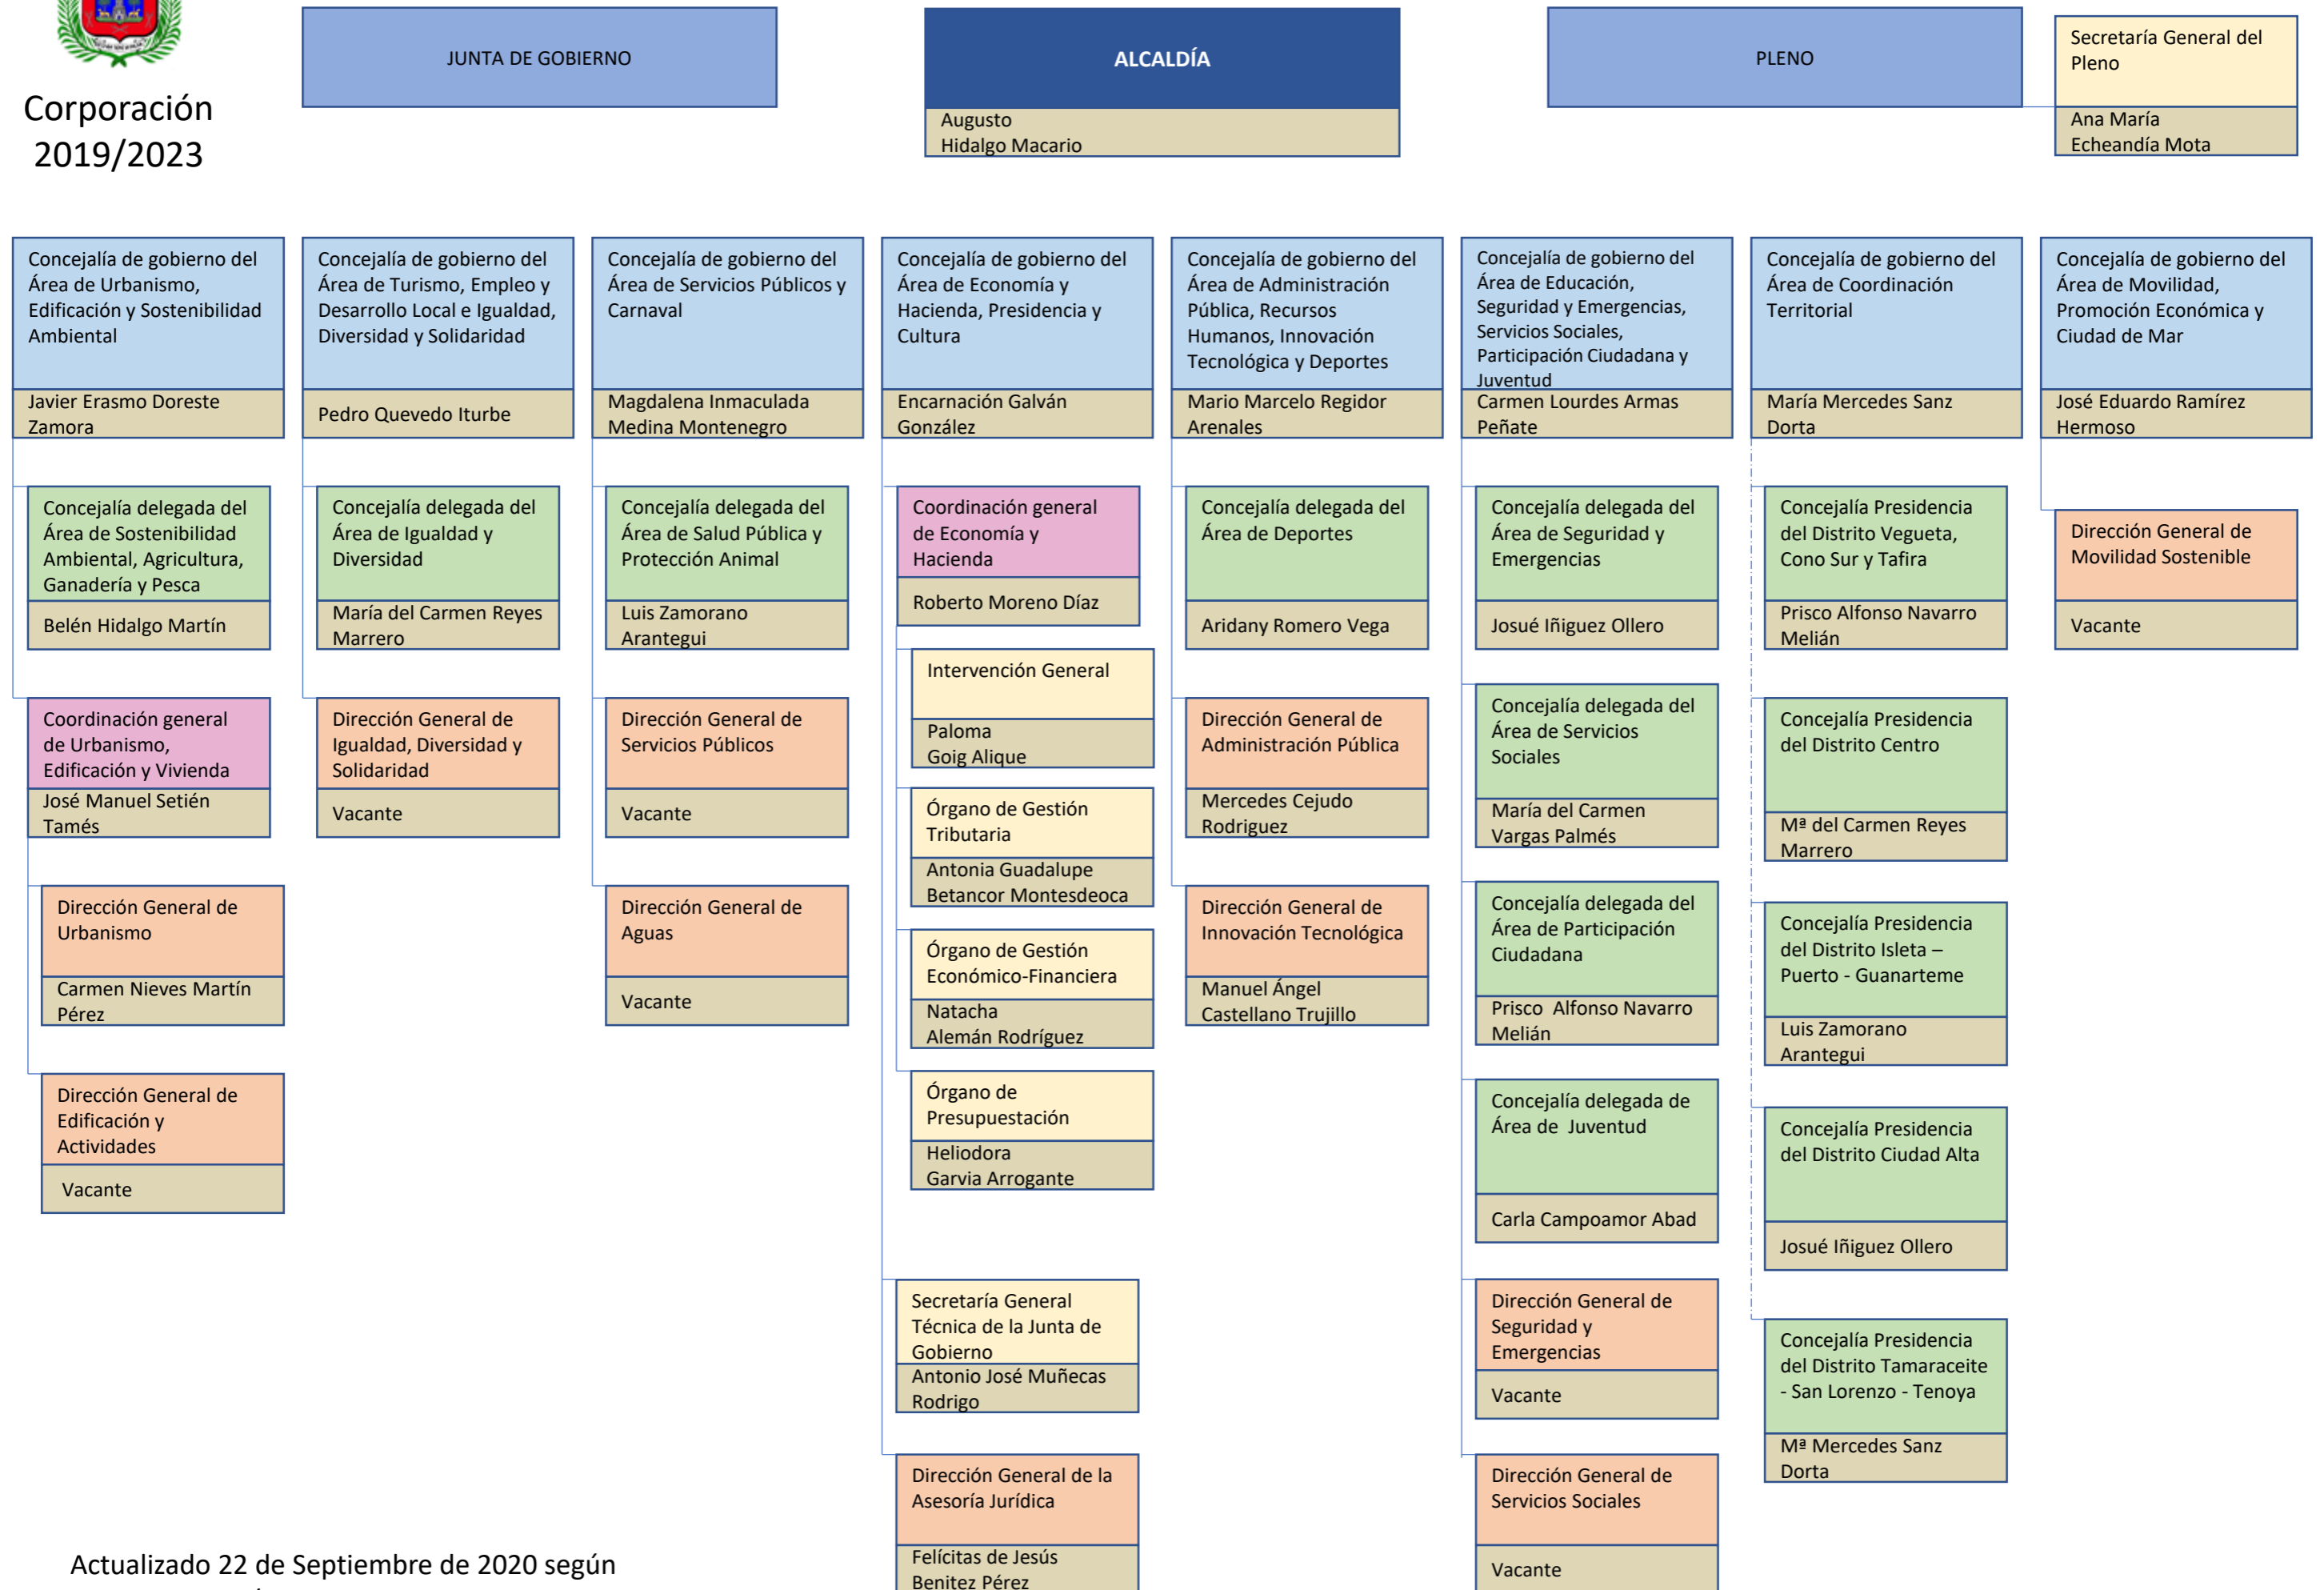 Corporación
2019/2023
JUNTA DE GOBIERNO
ALCALDÍA
Augusto
Hidalgo Macario
PLENO
Secretaría General del
Pleno
Ana María
Echeandía Mota
Concejalía de gobierno del
Área de Urbanismo,
Edificación y Sostenibilidad
Ambiental
Javier Erasmo Doreste
Zamora
Concejalía delegada del
Área de Sostenibilidad
Ambiental, Agricultura,
Ganadería y Pesca
Belén Hidalgo Martín
Coordinación general
de Urbanismo,
Edificación y Vivienda
José Manuel Setién
Tamés
Dirección General de
Urbanismo
Carmen Nieves Martín
Pérez
Dirección General de
Edificación y
Actividades
Vacante
Concejalía de gobierno del
Área de Turismo, Empleo y
Desarrollo Local e Igualdad,
Diversidad y Solidaridad
Pedro Quevedo Iturbe
Concejalía delegada del
Área de Igualdad y
Diversidad
María del Carmen Reyes
Marrero
Dirección General de
Igualdad, Diversidad y
Solidaridad
Vacante
Concejalía de gobierno del
Área de Servicios Públicos y
Carnaval
Magdalena Inmaculada
Medina Montenegro
Concejalía delegada del
Área de Salud Pública y
Protección Animal
Luis Zamorano
Arantegui
Dirección General de
Servicios Públicos
Vacante
Dirección General de
Aguas
Vacante
Concejalía de gobierno del
Área de Economía y
Hacienda, Presidencia y
Cultura
Encarnación Galván
González
Coordinación general
de Economía y
Hacienda
Roberto Moreno Díaz
Intervención General
Paloma
Goig Alique
Órgano de Gestión
Tributaria
Antonia Guadalupe
Betancor Montesdeoca
Órgano de Gestión
Económico-Financiera
Natacha
Alemán Rodríguez
Órgano de
Presupuestación
Heliodora
Garvia Arrogante
Secretaría General
Técnica de la Junta de
Gobierno
Antonio José Muñecas
Rodrigo
Dirección General de la
Asesoría Jurídica
Felícitas de Jesús
Benitez Pérez
Concejalía de gobierno del
Área de Administración
Pública, Recursos
Humanos, Innovación
Tecnológica y Deportes
Mario Marcelo Regidor
Arenales
Concejalía delegada del
Área de Deportes
Aridany Romero Vega
Dirección General de
Administración Pública
Mercedes Cejudo
Rodriguez
Dirección General de
Innovación Tecnológica
Manuel Ángel
Castellano Trujillo
Concejalía de gobierno del
Área de Educación,
Seguridad y Emergencias,
Servicios Sociales,
Participación Ciudadana y
Juventud
Carmen Lourdes Armas
Peñate
Concejalía delegada del
Área de Seguridad y
Emergencias
Josué Iñiguez Ollero
Concejalía delegada del
Área de Servicios
Sociales
María del Carmen
Vargas Palmés
Concejalía delegada del
Área de Participación
Ciudadana
Prisco  Alfonso Navarro
Melián
Concejalía delegada de
Área de  Juventud
Carla Campoamor Abad
Dirección General de
Seguridad y
Emergencias
Vacante
Dirección General de
Servicios Sociales
Vacante
Concejalía de gobierno del
Área de Coordinación
Territorial
María Mercedes Sanz
Dorta
Concejalía Presidencia
del Distrito Vegueta,
Cono Sur y Tafira
Prisco Alfonso Navarro
Melián
Concejalía Presidencia
del Distrito Centro
Mª del Carmen Reyes
Marrero
Concejalía Presidencia
del Distrito Isleta –
Puerto - Guanarteme
Luis Zamorano
Arantegui
Concejalía Presidencia
del Distrito Ciudad Alta
Josué Iñiguez Ollero
Concejalía Presidencia
del Distrito Tamaraceite
- San Lorenzo - Tenoya
Mª Mercedes Sanz
Dorta
Concejalía de gobierno del
Área de Movilidad,
Promoción Económica y
Ciudad de Mar
José Eduardo Ramírez
Hermoso
Dirección General de
Movilidad Sostenible
Vacante
Actualizado 22 de Septiembre de 2020 según